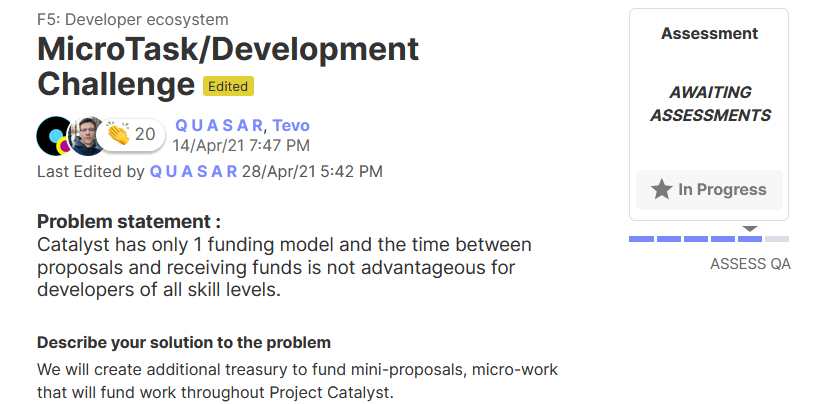 F5: Developer ecosystem
MicroTask/Development
Challenge Edited
20
Q U A S A R, Tevo
14/Apr/21 7:47 PM
Last Edited by Q U A S A R 28/Apr/21 5:42 PM
Problem statement :
Catalyst has only 1 funding model and the time between
proposals and receiving funds is not advantageous for
developers of all skill levels.
Describe your solution to the problem
We will create additional treasury to fund mini-proposals, micro-work
that will fund work throughout Project Catalyst.
Assessment
AWAITING
ASSESSMENTS
In Progress
ASSESS QA